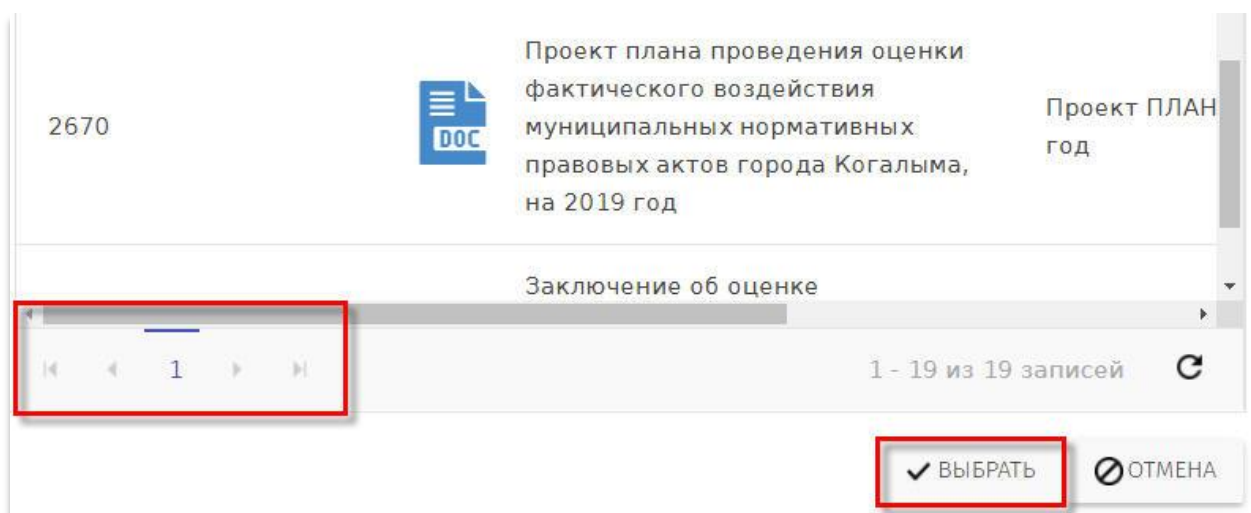 Проект плана проведения оценки
фактического воздействия
муниципальных нормативных
правовых актов города Когалыма,
на 2019 год
2670
DOC
Проект ПЛАН
год
Заключение об оценке
1
1 - 19 из 19 записей
ВЫБРАТЬ
ОТМЕНА